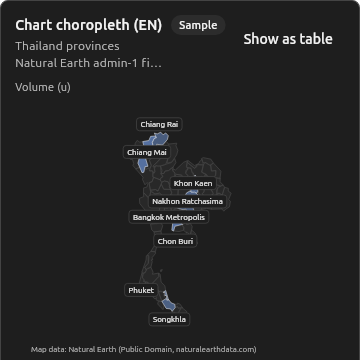 Chart choropleth (EN)
Sample
Show as table
Thailand provinces
Natural Earth admin-1 fi…
Volume (u)
Chiang Rai
Chiang Mai
Khon Kaen
Nakhon Ratchasima
Bangkok Metropolis
Chon Buri
Phuket
Songkhla
Map data: Natural Earth (Public Domain, naturalearthdata.com)